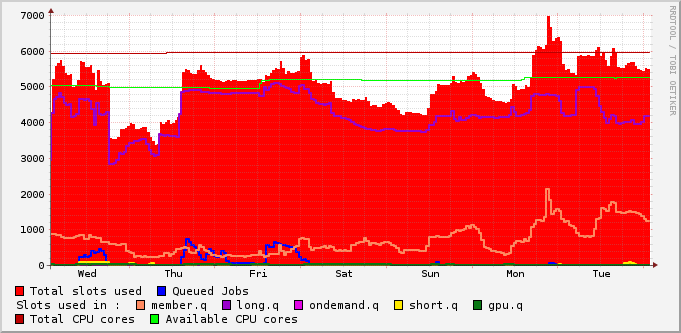 7000
6000
5000
4000
3000
2000
1000
0
Wed Thu Fri Sat Sun Mon Tue
RRDTOOL / TOBI OETIKER
Total slots used Queued Jobs
Slots used in : member.q long.q ondemand.q short.q gpu.q
Total CPU cores Available CPU cores